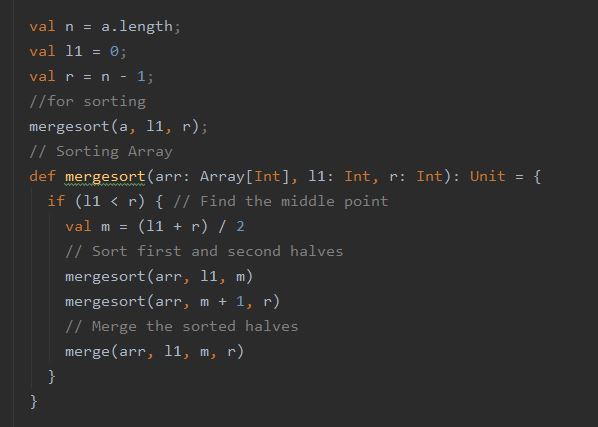 val n = a.length;
val l1 = 0;
val r = n - 1;
//for sorting
mergesort(a, l1, r);
// Sorting Array
def mergesort(arr: Array[Int], l1: Int, r: Int): Unit = {
  if (l1 < r) { // Find the middle point
    val m = (l1 + r) / 2
    // Sort first and second halves
    mergesort(arr, l1, m)
    mergesort(arr, m + 1, r)
    // Merge the sorted halves
    merge(arr, l1, m, r)
  }
}